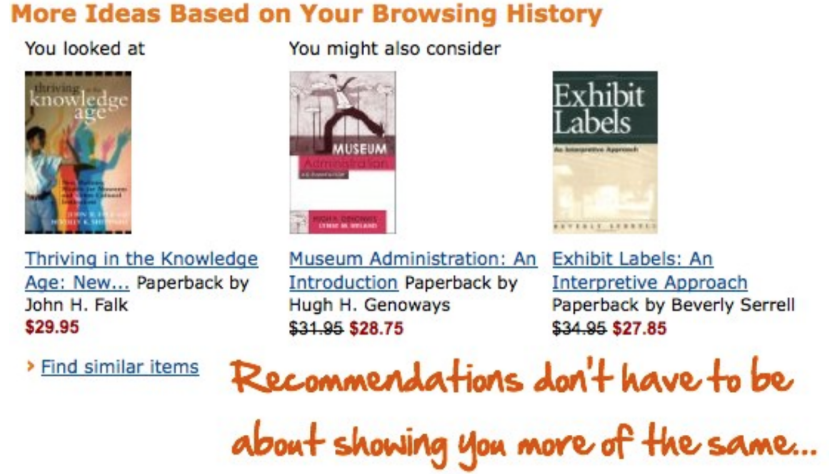 More Ideas Based on Your Browsing History
You looked at
You might also consider
thriving in the
knowledge
age
MUSEUM
Administration
Exhibit
Labels
An Interpretive Approach
BEVERLY SERRELL
Thriving in the Knowledge
Age: New... Paperback by
John H. Falk
$29.95
Museum Administration: An
Introduction Paperback by
Hugh H. Genoways
$31.95 $28.75
Exhibit Labels: An
Interpretive Approach
Paperback by Beverly Serrell
$34.95 $27.85
Find similar items
Recommendations don't have to be
about showing you more of the same...